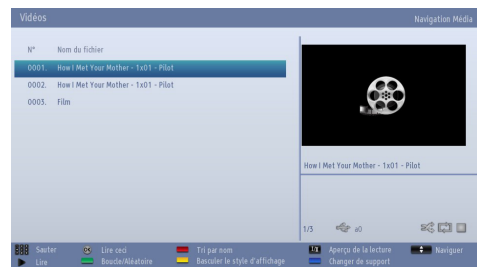 Vidéos
Navigation Média
N° Nom du fichier
0001. How I Met Your Mother - 1x01 - Pilot
0002. How I Met Your Mother - 1x01 - Pilot
0003. Film
How I Met Your Mother - 1x01 - Pilot
1/3 a0
Sauter OK Lire ceci Tri par nom Aperçu de la lecture Naviguer
Lire Boucle/Aléatoire Basculer le style d'affichage Changer de support